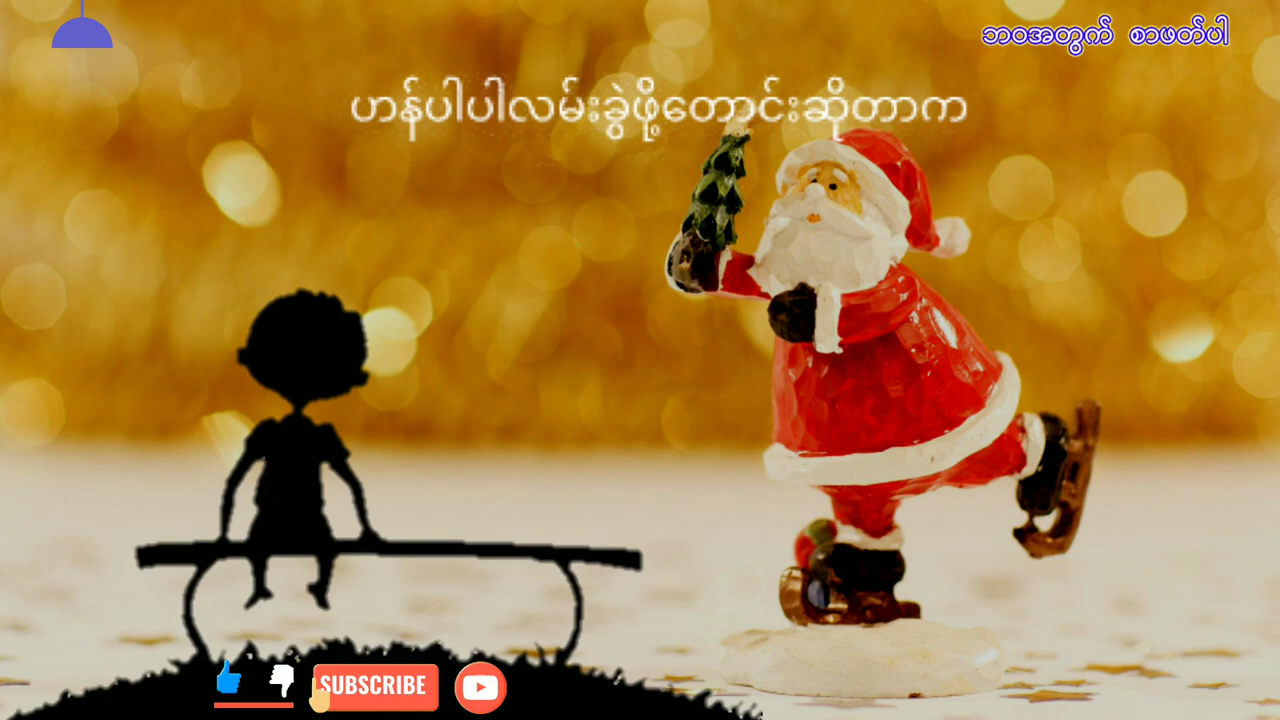 ဘဝအတွက် စာဖတ်ပါ
ဟန်ပါပါလမ်းခွဲဖို့တောင်းဆိုတာက
SUBSCRIBE